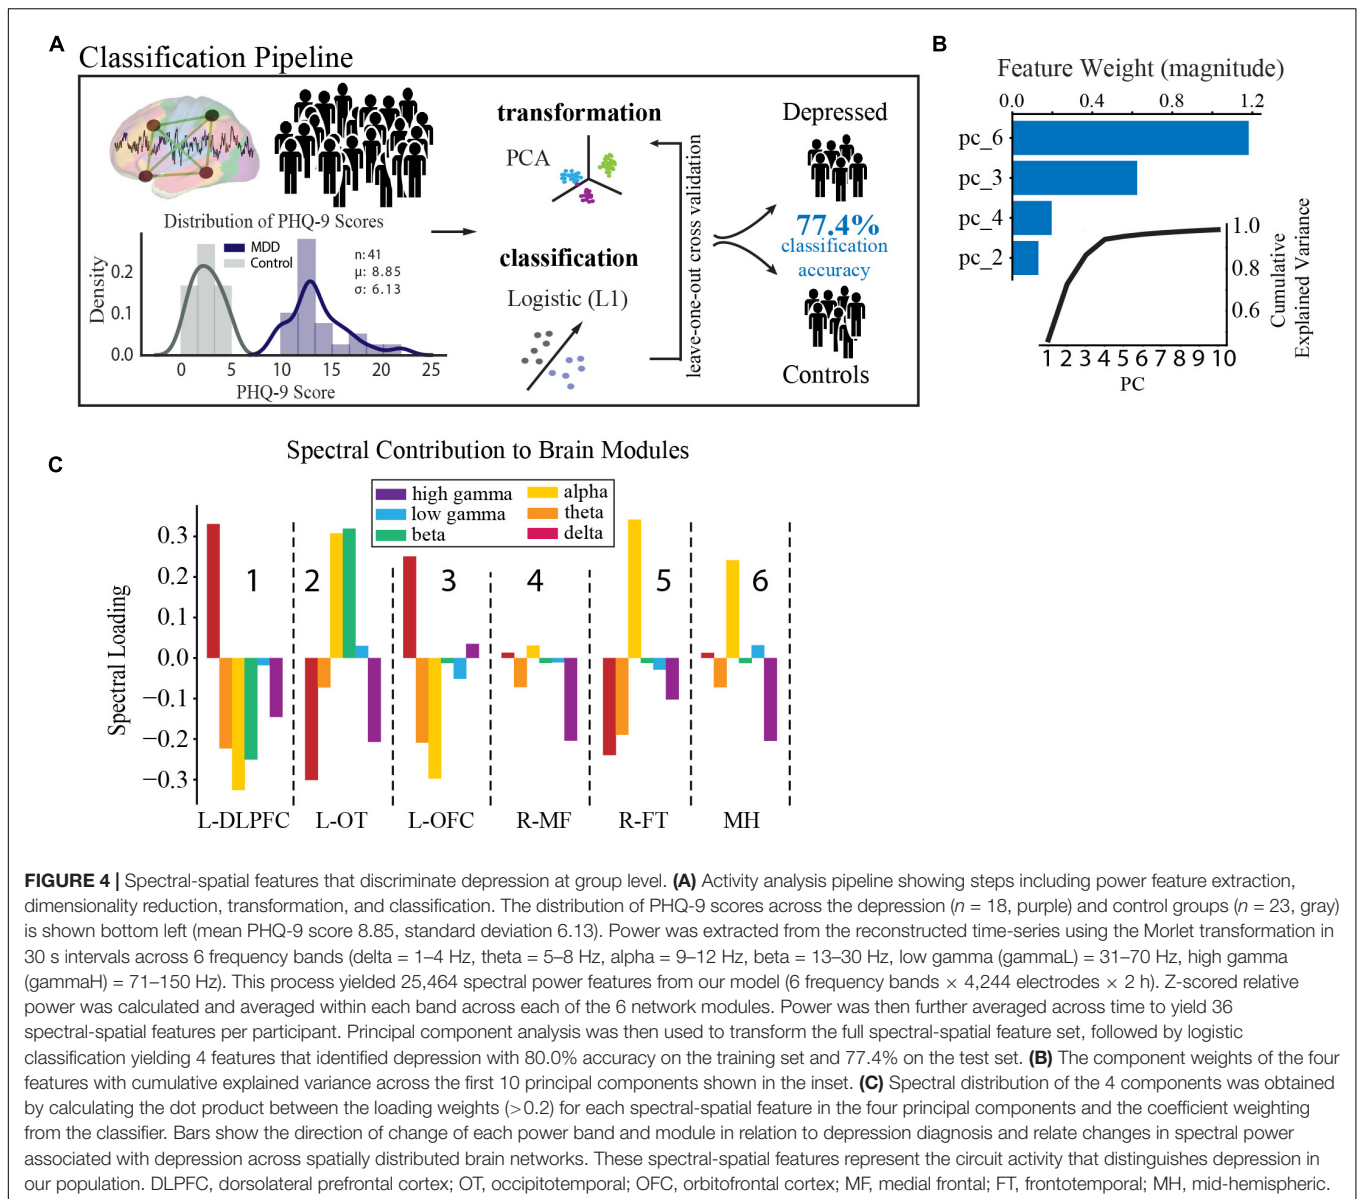 A
Classification Pipeline
Distribution of PHQ-9 Scores
MDD
Control
n:41
μ: 8.85
σ: 6.13
Density
0.2
0.1
0.0
0
5
10
15
20
25
PHQ-9 Score
transformation
PCA
classification
Logistic (L1)
leave-one-out cross validation
Depressed
77.4%
classification
accuracy
Controls
B
Feature Weight (magnitude)
0.0
0.4
0.8
1.2
pc_6
pc_3
pc_4
pc_2
1.0
0.8
0.6
Cumulative
Explained Variance
1 2 3 4 5 6 7 8 9 10
PC
C
Spectral Contribution to Brain Modules
high gamma
low gamma
beta
alpha
theta
delta
Spectral Loading
0.3
0.2
0.1
0.0
−0.1
−0.2
−0.3
1
2
3
4
5
6
L-DLPFC
L-OT
L-OFC
R-MF
R-FT
MH
FIGURE 4 | Spectral-spatial features that discriminate depression at group level. (A) Activity analysis pipeline showing steps including power feature extraction,
dimensionality reduction, transformation, and classification. The distribution of PHQ-9 scores across the depression (n = 18, purple) and control groups (n = 23, gray)
is shown bottom left (mean PHQ-9 score 8.85, standard deviation 6.13). Power was extracted from the reconstructed time-series using the Morlet transformation in
30 s intervals across 6 frequency bands (delta = 1–4 Hz, theta = 5–8 Hz, alpha = 9–12 Hz, beta = 13–30 Hz, low gamma (gammaL) = 31–70 Hz, high gamma
(gammaH) = 71–150 Hz). This process yielded 25,464 spectral power features from our model (6 frequency bands × 4,244 electrodes × 2 h). Z-scored relative
power was calculated and averaged within each band across each of the 6 network modules. Power was then further averaged across time to yield 36
spectral-spatial features per participant. Principal component analysis was then used to transform the full spectral-spatial feature set, followed by logistic
classification yielding 4 features that identified depression with 80.0% accuracy on the training set and 77.4% on the test set. (B) The component weights of the four
features with cumulative explained variance across the first 10 principal components shown in the inset. (C) Spectral distribution of the 4 components was obtained
by calculating the dot product between the loading weights (>0.2) for each spectral-spatial feature in the four principal components and the coefficient weighting
from the classifier. Bars show the direction of change of each power band and module in relation to depression diagnosis and relate changes in spectral power
associated with depression across spatially distributed brain networks. These spectral-spatial features represent the circuit activity that distinguishes depression in
our population. DLPFC, dorsolateral prefrontal cortex; OT, occipitotemporal; OFC, orbitofrontal cortex; MF, medial frontal; FT, frontotemporal; MH, mid-hemispheric.